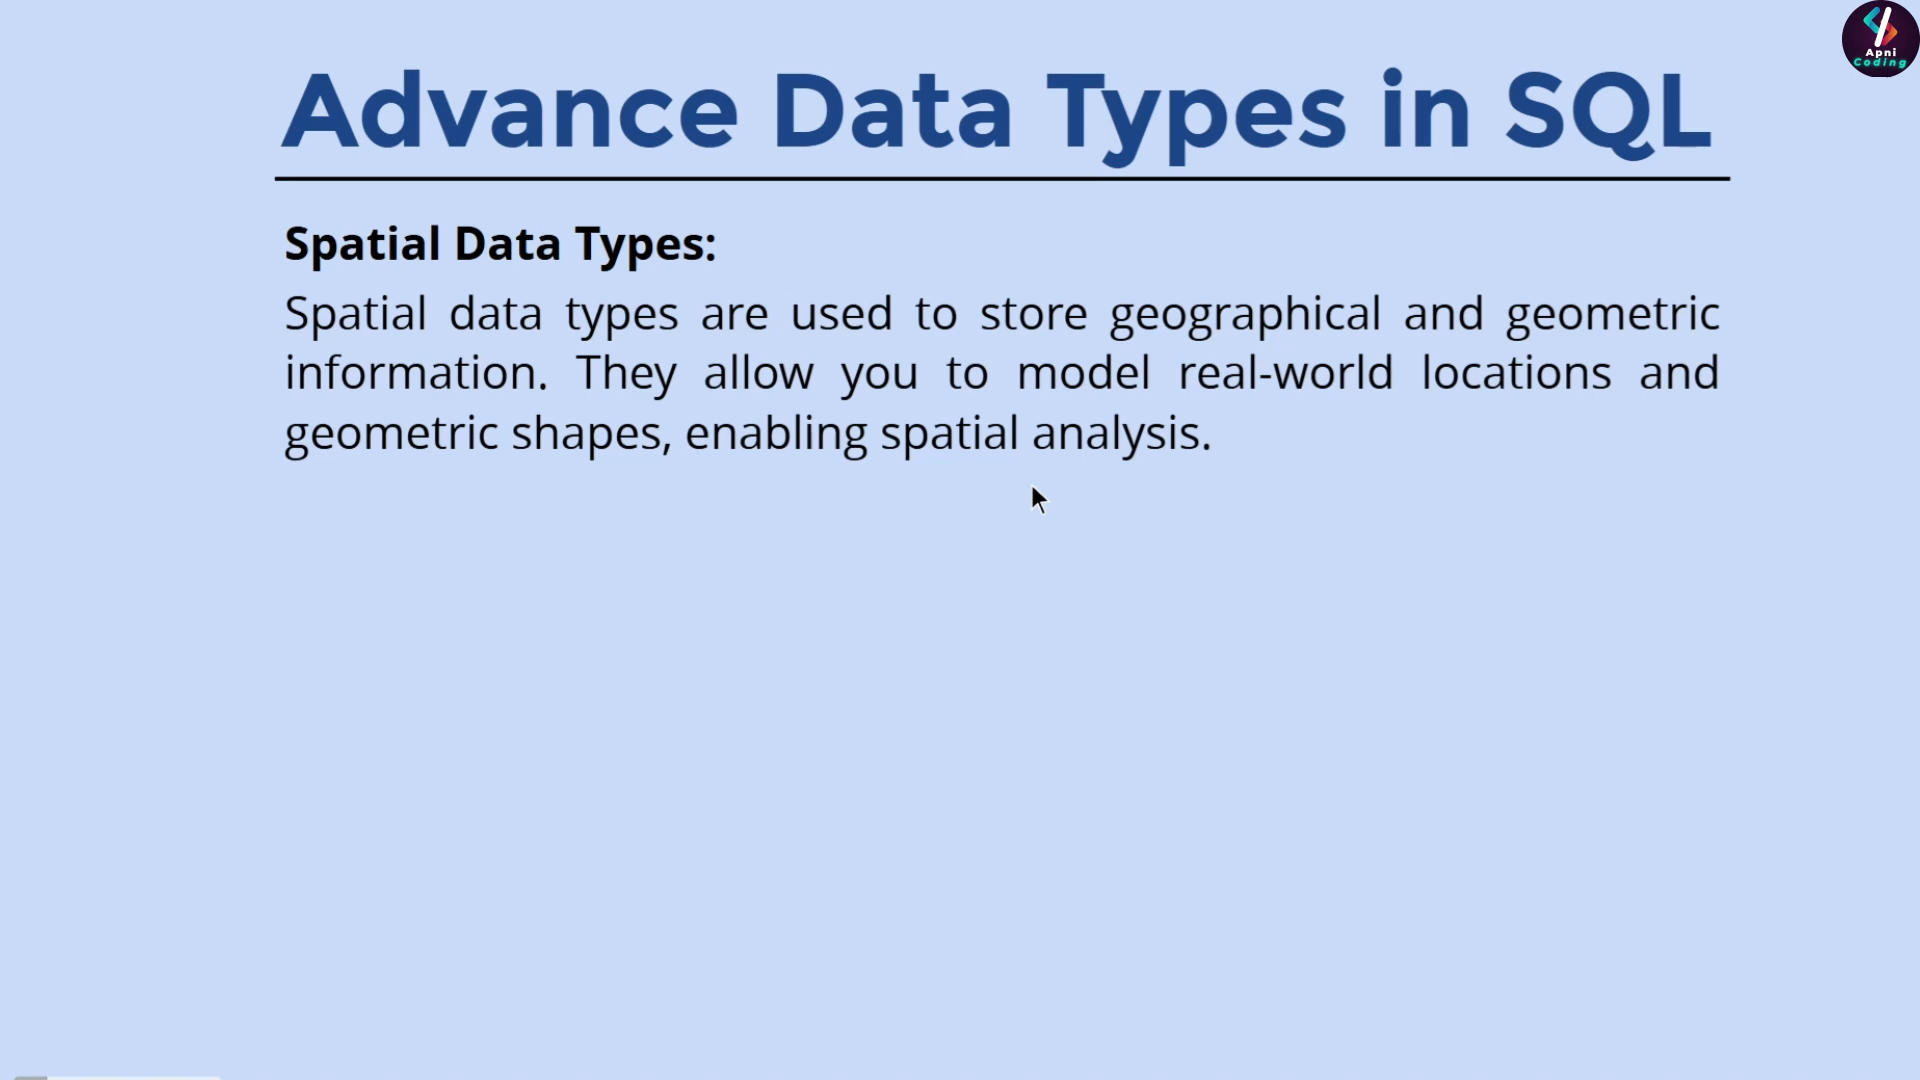 Apni
Coding
Advance Data Types in SQL
Spatial Data Types:
Spatial data types are used to store geographical and geometric
information. They allow you to model real-world locations and
geometric shapes, enabling spatial analysis.